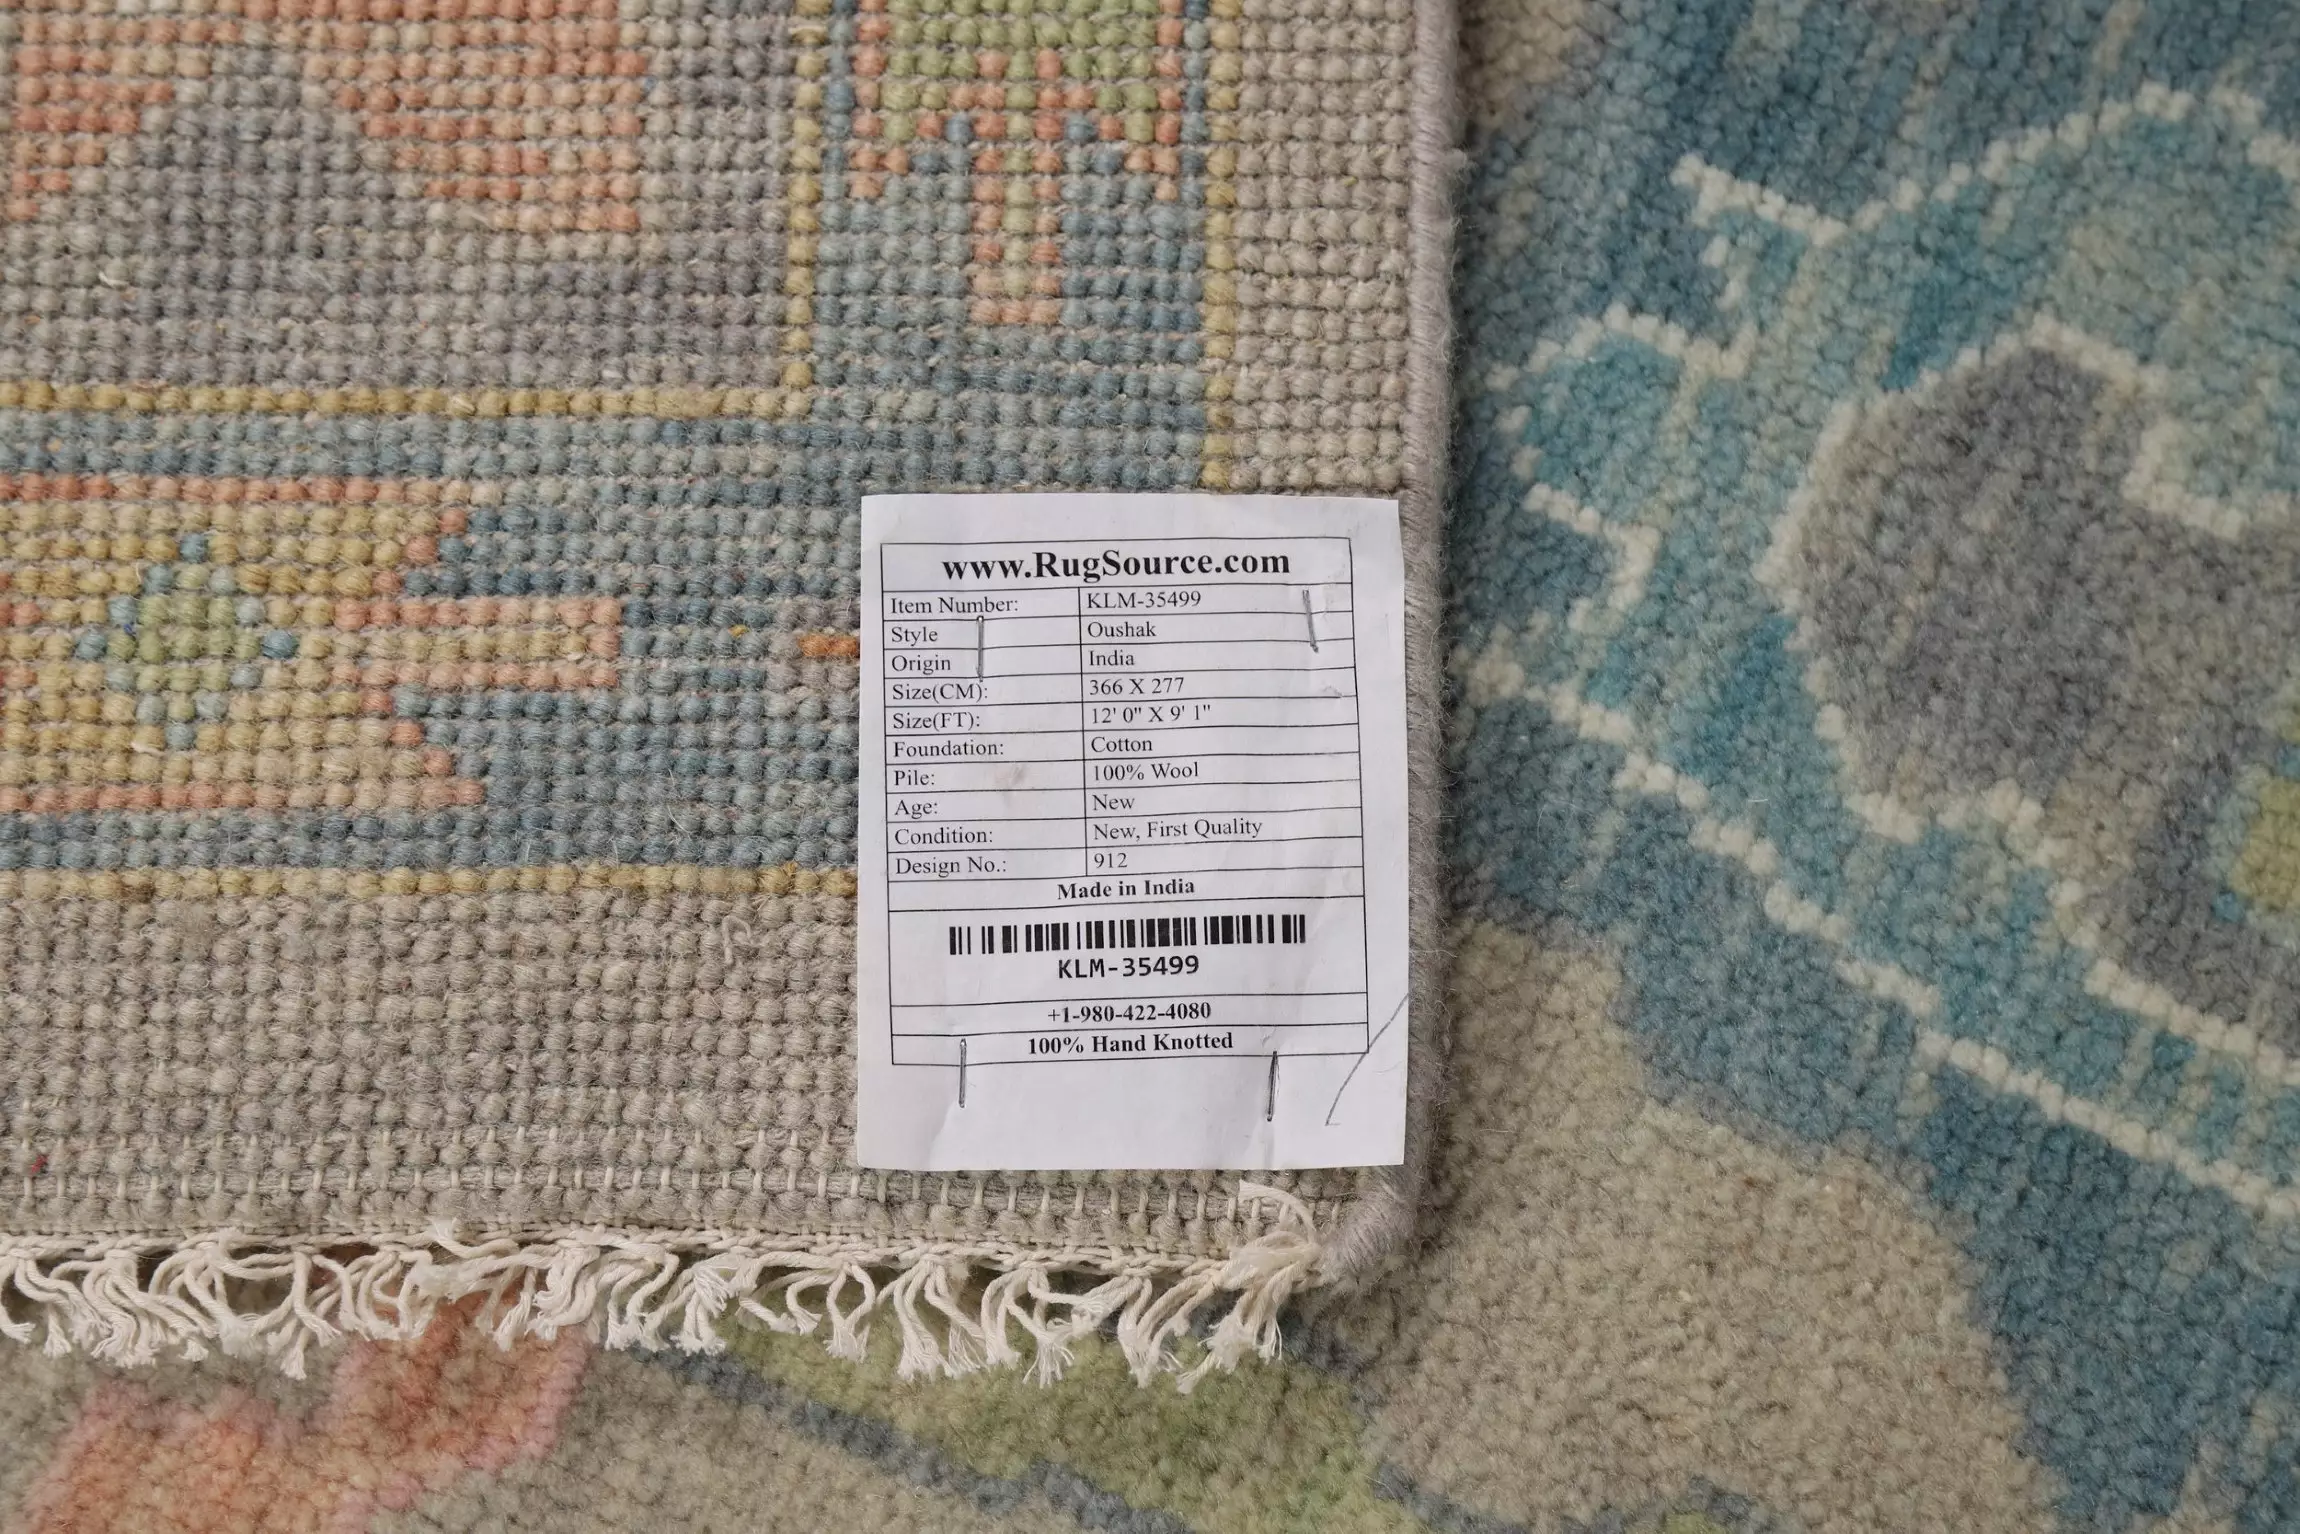 www.RugSource.com
Item Number: KLM-35499
Style Oushak
Origin India
Size(CM): 366 X 277
Size(FT): 12' 0" X 9' 1"
Foundation: Cotton
Pile: 100% Wool
Age: New
Condition: New, First Quality
Design No.: 912
Made in India
KLM-35499
+1-980-422-4080
100% Hand Knotted